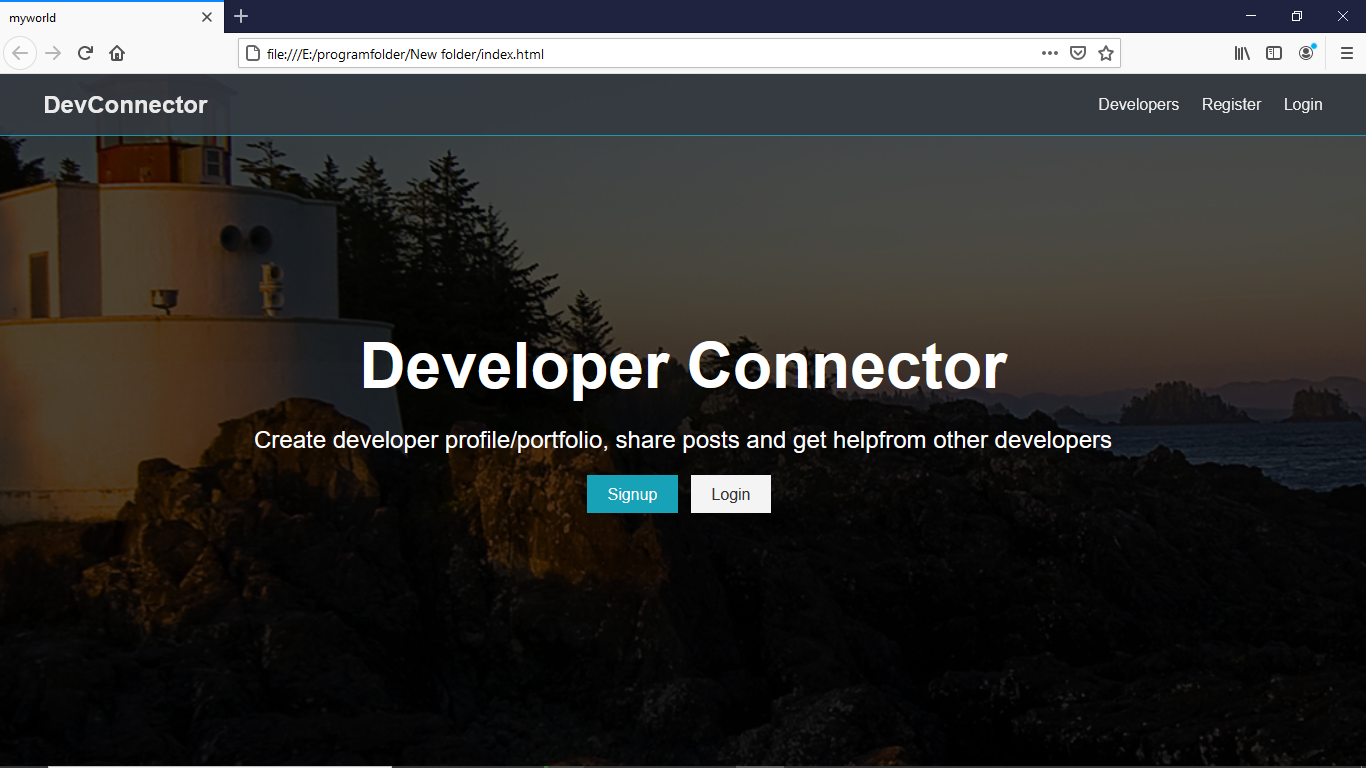 myworld
file:///E:/programfolder/New folder/index.html
DevConnector
Developers Register Login
Developer Connector
Create developer profile/portfolio, share posts and get helpfrom other developers
Signup Login